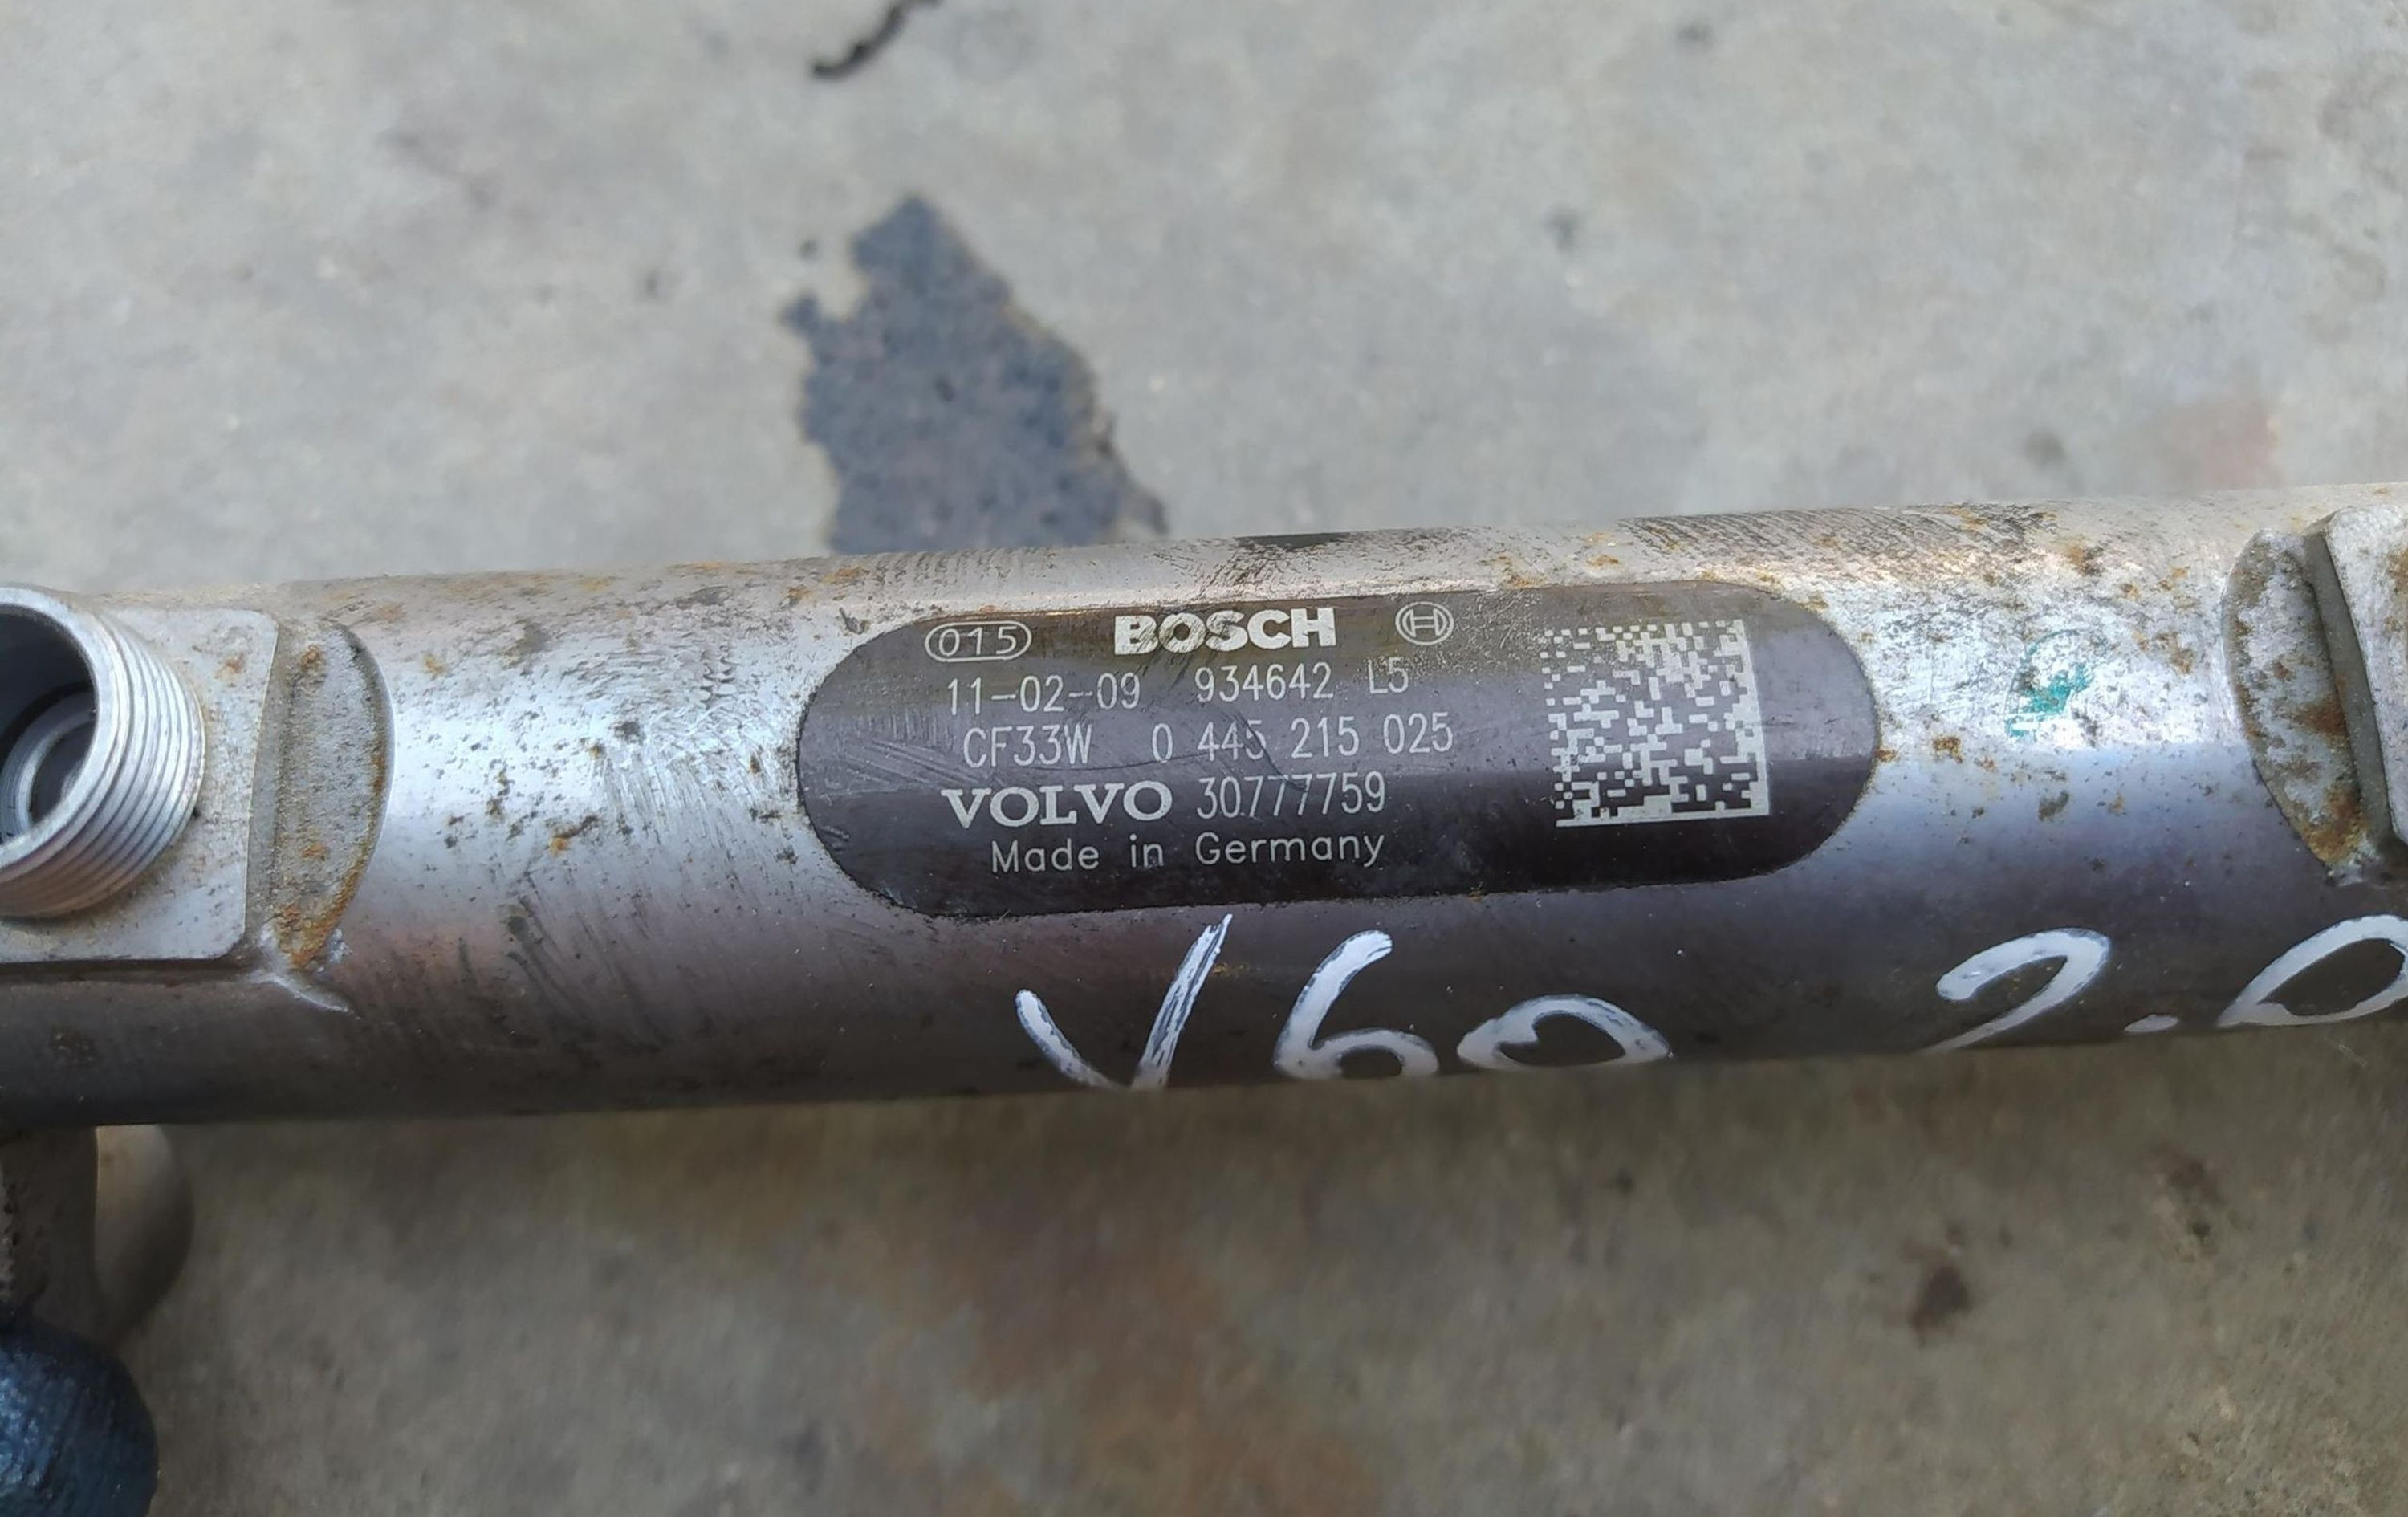 015 BOSCH
11-02-09 934642 L5
CF33W 0 445 215 025
VOLVO 30777759
Made in Germany
V60 2.0